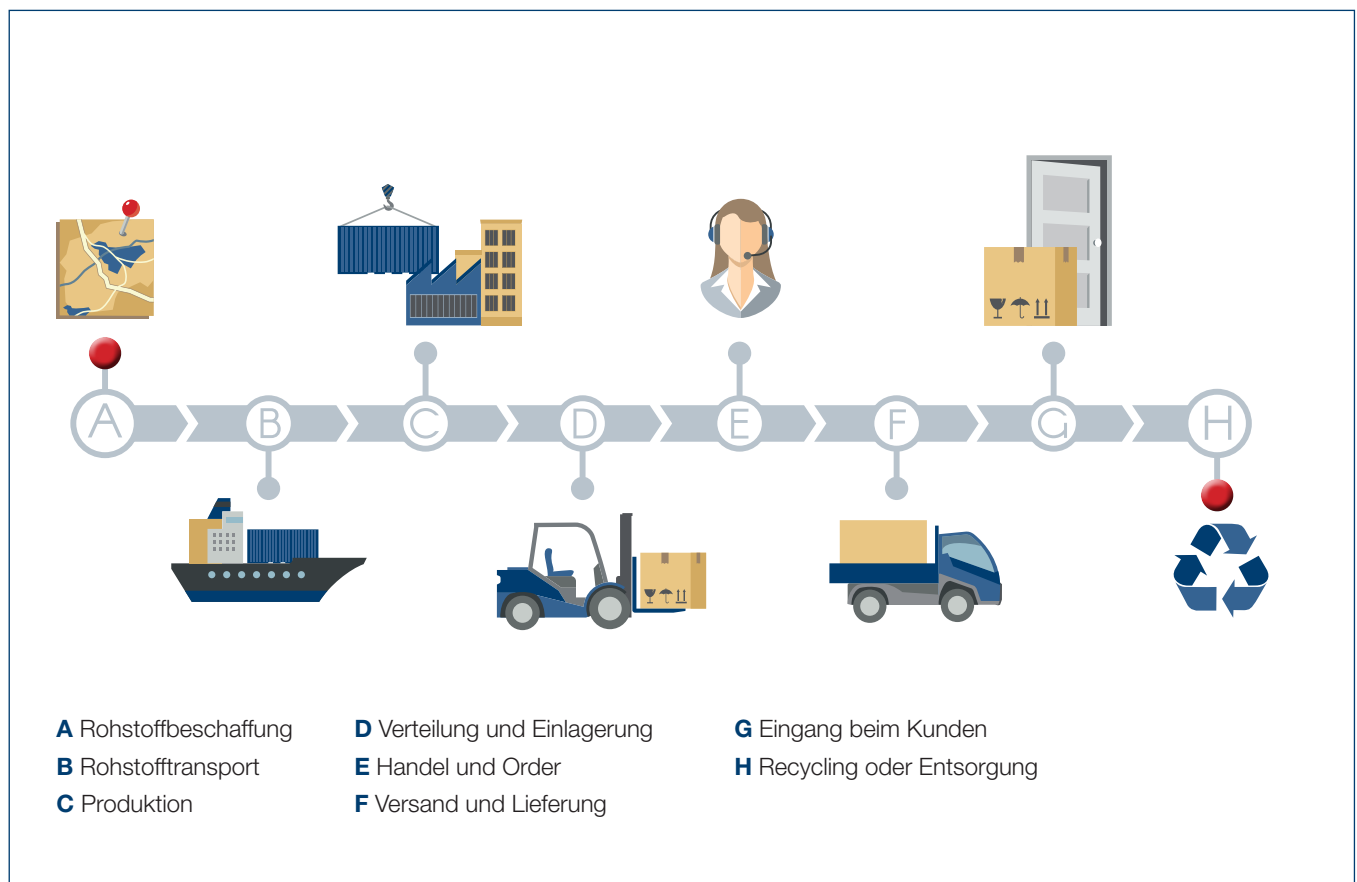 A
B
C
D
E
F
G
H
A Rohstoffbeschaffung
B Rohstofftransport
C Produktion
D Verteilung und Einlagerung
E Handel und Order
F Versand und Lieferung
G Eingang beim Kunden
H Recycling oder Entsorgung